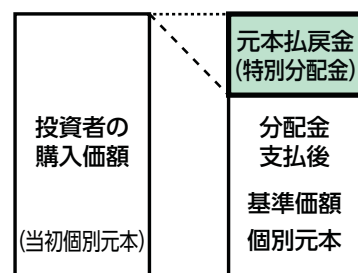 投資者の
購入価額
(当初個別元本)
元本払戻金
(特別分配金)
分配金
支払後
基準価額
個別元本